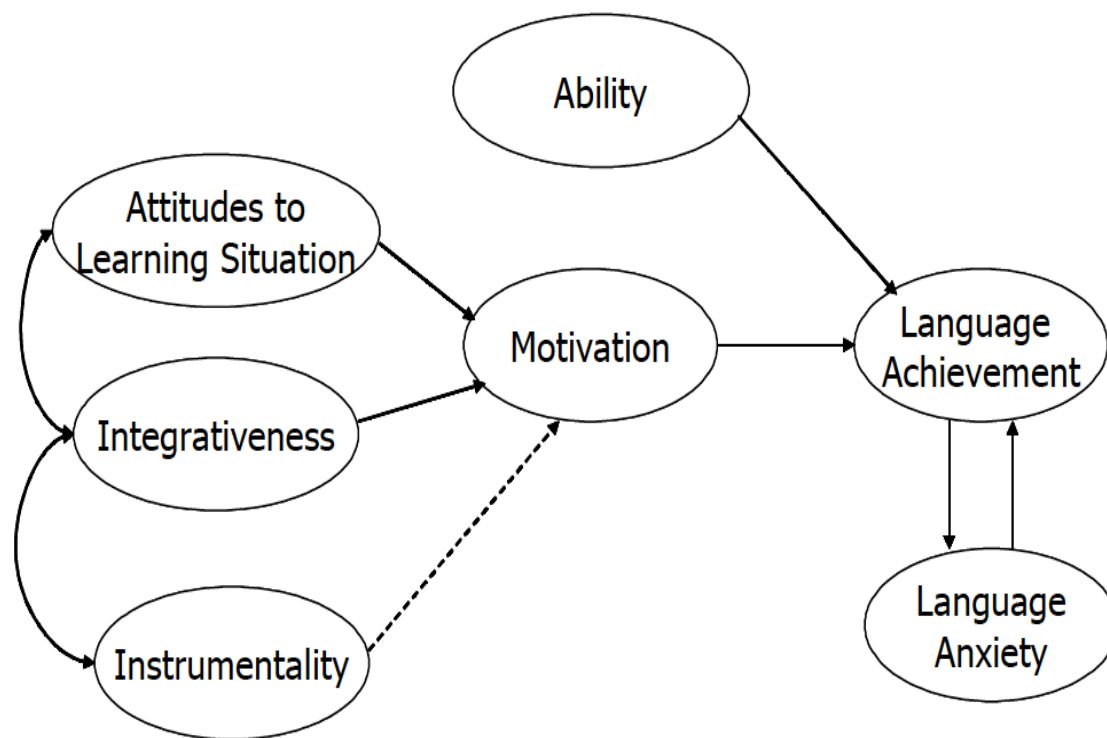 Ability
Attitudes to
Learning Situation
Motivation
Language
Achievement
Integrativeness
Instrumentality
Language
Anxiety